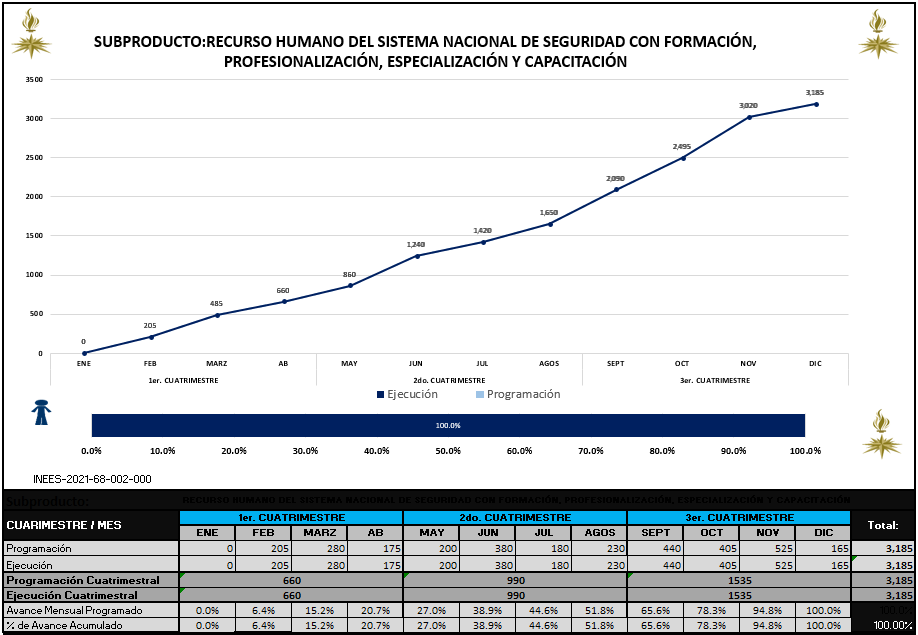 SUBPRODUCTO:RECURSO HUMANO DEL SISTEMA NACIONAL DE SEGURIDAD CON FORMACIÓN,
PROFESIONALIZACIÓN, ESPECIALIZACIÓN Y CAPACITACIÓN
3500
3000
2500
2000
1500
1000
500
0
0 205 485 660 860 1,240 1,420 1,650 2,090 2,495 3,020 3,185
ENE FEB MARZ AB MAY JUN JUL AGOS SEPT OCT NOV DIC
1er. CUATRIMESTRE 2do. CUATRIMESTRE 3er. CUATRIMESTRE
Ejecución Programación
100.0%
0.0% 10.0% 20.0% 30.0% 40.0% 50.0% 60.0% 70.0% 80.0% 90.0% 100.0%
INEES-2021-68-002-000
Subproducto: RECURSO HUMANO DEL SISTEMA NACIONAL DE SEGURIDAD CON FORMACIÓN, PROFESIONALIZACIÓN, ESPECIALIZACIÓN Y CAPACITACIÓN
CUARIMESTRE / MES 1er. CUATRIMESTRE 2do. CUATRIMESTRE 3er. CUATRIMESTRE Total:
ENE FEB MARZ AB MAY JUN JUL AGOS SEPT OCT NOV DIC
Programación 0 205 280 175 200 380 180 230 440 405 525 165 3,185
Ejecución 0 205 280 175 200 380 180 230 440 405 525 165 3,185
Programación Cuatrimestral 660 990 1535 3,185
Ejecución Cuatrimestral 660 990 1535 3,185
Avance Mensual Programado 0.0% 6.4% 15.2% 20.7% 27.0% 38.9% 44.6% 51.8% 65.6% 78.3% 94.8% 100.0% 100.0%
% de Avance Acumulado 0.0% 6.4% 15.2% 20.7% 27.0% 38.9% 44.6% 51.8% 65.6% 78.3% 94.8% 100.0% 100.00%